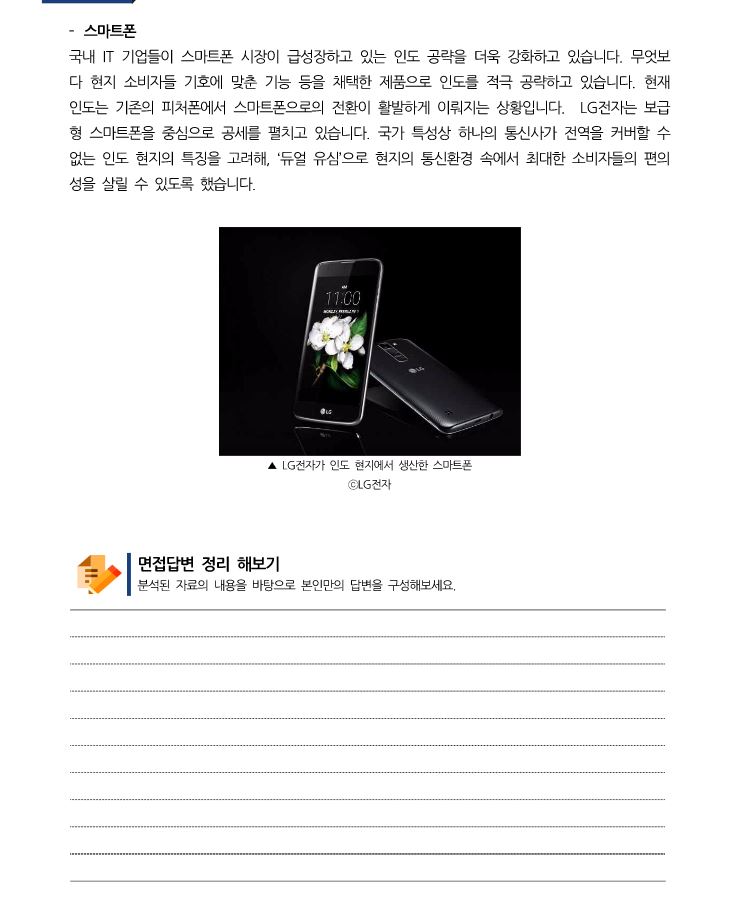 - 스마트폰
국내 IT 기업들이 스마트폰 시장이 급성장하고 있는 인도 공략을 더욱 강화하고 있습니다. 무엇보
다 현지 소비자들 기호에 맞춘 기능 등을 채택한 제품으로 인도를 적극 공략하고 있습니다. 현재
인도는 기존의 피처폰에서 스마트폰으로의 전환이 활발하게 이뤄지는 상황입니다. LG전자는 보급
형 스마트폰을 중심으로 공세를 펼치고 있습니다. 국가 특성상 하나의 통신사가 전역을 커버할 수
없는 인도 현지의 특징을 고려해, ‘듀얼 유심’으로 현지의 통신환경 속에서 최대한 소비자들의 편의
성을 살릴 수 있도록 했습니다.
11:00
LG
LG
▲ LG전자가 인도 현지에서 생산한 스마트폰
ⓒLG전자
면접답변 정리 해보기
분석된 자료의 내용을 바탕으로 본인만의 답변을 구성해보세요.